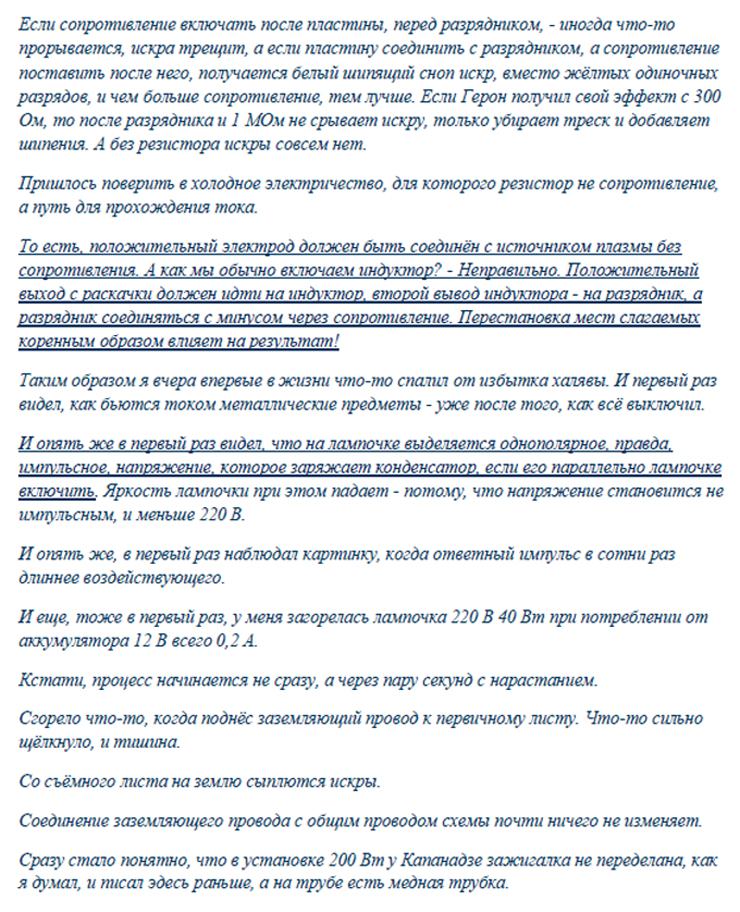 Если сопротивление включать после пластины, перед разрядником, - иногда что-то
прорывается, искра трещит, а если пластину соединить с разрядником, а сопротивление
поставить после него, получается белый шипящий сноп искр, вместо жёлтых одиночных
разрядов, и чем больше сопротивление, тем лучше. Если Герон получил свой эффект с 300
Ом, то после разрядника и 1 МОм не срывает искру, только убирает треск и добавляет
шипения. А без резистора искры совсем нет.
Пришлось поверить в холодное электричество, для которого резистор не сопротивление,
а путь для прохождения тока.
То есть, положительный электрод должен быть соединён с источником плазмы без
сопротивления. А как мы обычно включаем индуктор? - Неправильно. Положительный
выход с раскачки должен идти на индуктор, второй вывод индуктора - на разрядник, а
разрядник соединяться с минусом через сопротивление. Перестановка мест слагаемых
коренным образом влияет на результат!
Таким образом я вчера впервые в жизни что-то спалил от избытка халявы. И первый раз
видел, как бьются током металлические предметы - уже после того, как всё выключил.
И опять же в первый раз видел, что на лампочке выделяется однополярное, правда,
импульсное, напряжение, которое заряжает конденсатор, если его параллельно лампочке
включить. Яркость лампочки при этом падает - потому, что напряжение становится не
импульсным, и меньше 220 В.
И опять же, в первый раз наблюдал картинку, когда ответный импульс в сотни раз
длиннее воздействующего.
И еще, тоже в первый раз, у меня загорелась лампочка 220 В 40 Вт при потреблении от
аккумулятора 12 В всего 0,2 А.
Кстати, процесс начинается не сразу, а через пару секунд с нарастанием.
Сгорело что-то, когда поднёс заземляющий провод к первичному листу. Что-то сильно
щёлкнуло, и тишина.
Со съёмного листа на землю сыплются искры.
Соединение заземляющего провода с общим проводом схемы почти ничего не изменяет.
Сразу стало понятно, что в установке 200 Вт у Капанадзе зажигалка не переделана, как
я думал, и писал здесь раньше, а на трубе есть медная трубка.